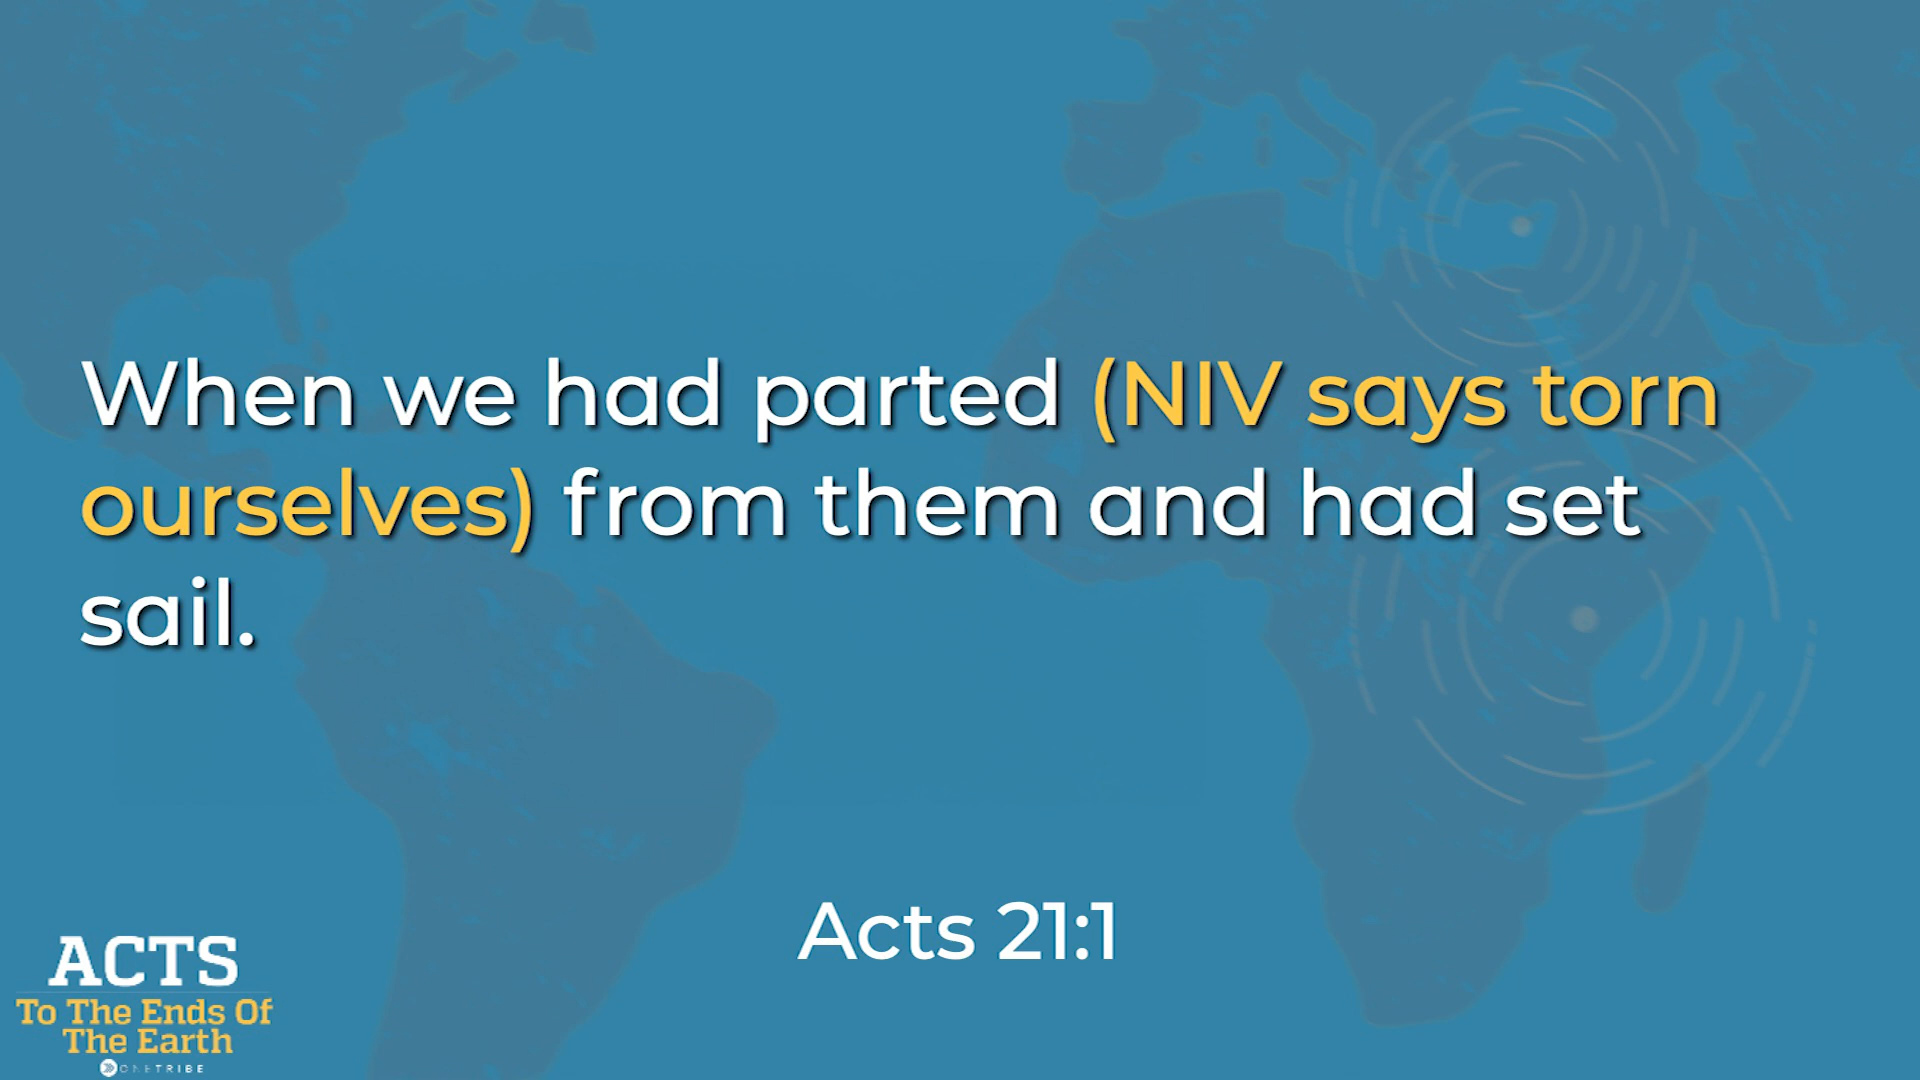 When we had parted (NIV says torn
ourselves) from them and had set
sail.
Acts 21:1
ACTS
To The Ends Of
The Earth
ONETRIBE